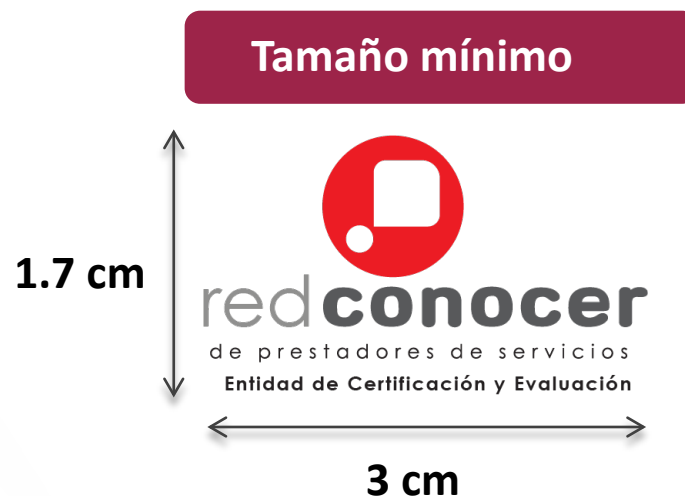 Tamaño mínimo
1.7 cm
redconocer
de prestadores de servicios
Entidad de Certificación y Evaluación
3 cm